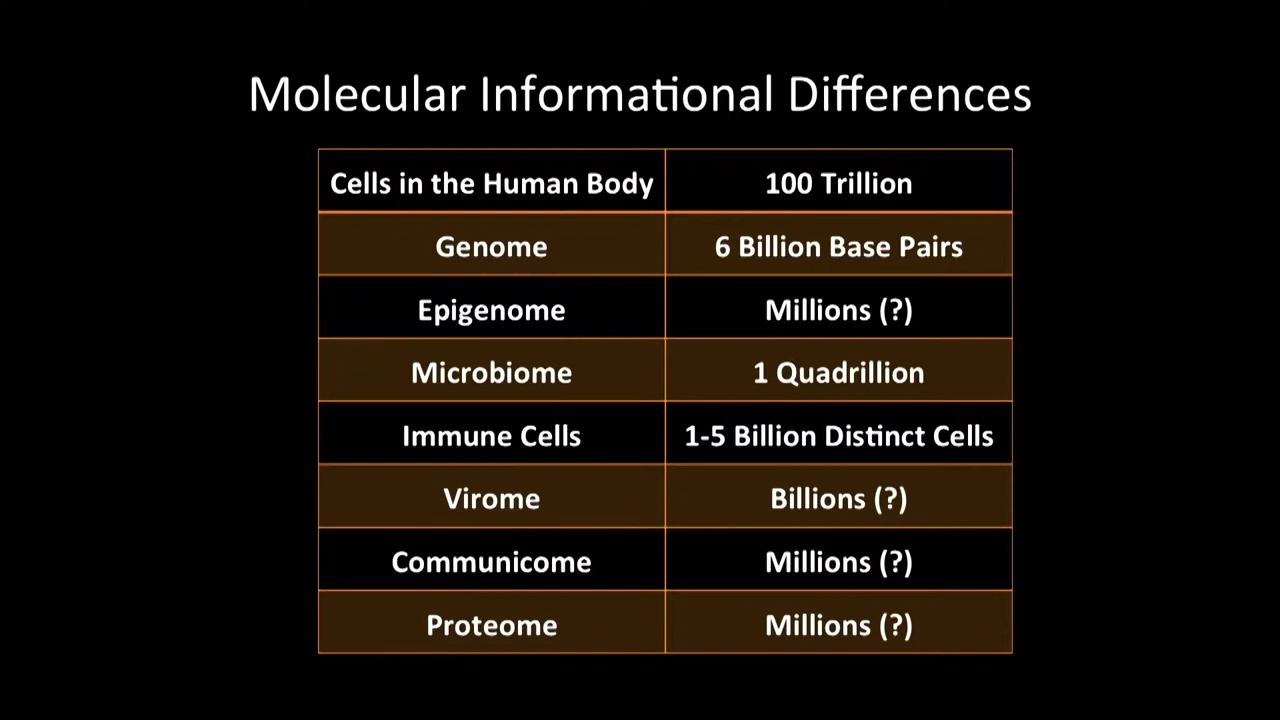 Molecular Informational Differences
Cells in the Human Body 100 Trillion
Genome 6 Billion Base Pairs
Epigenome Millions (?)
Microbiome 1 Quadrillion
Immune Cells 1-5 Billion Distinct Cells
Virome Billions (?)
Communicome Millions (?)
Proteome Millions (?)